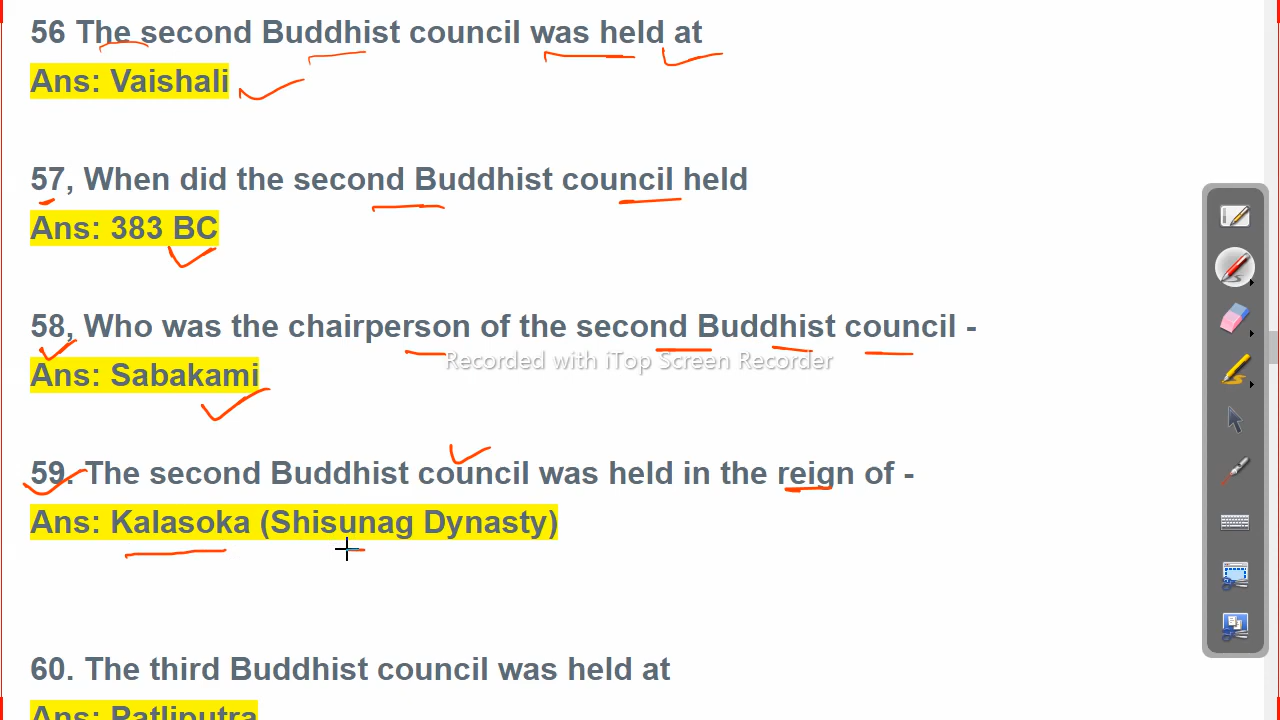 56 The second Buddhist council was held at
Ans: Vaishali
57, When did the second Buddhist council held
Ans: 383 BC
58, Who was the chairperson of the second Buddhist council -
Recorded with iTop Screen Recorder
Ans: Sabakami
59. The second Buddhist council was held in the reign of -
Ans: Kalasoka (Shisunag Dynasty)
60. The third Buddhist council was held at
Ans: Patliputra